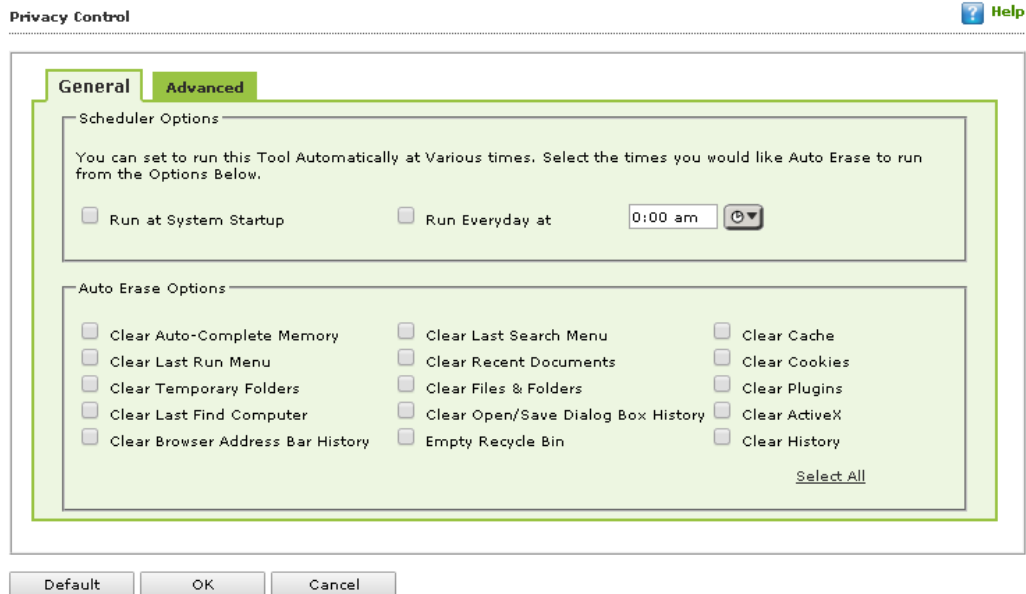 Privacy Control
Help
General
Advanced
Scheduler Options
You can set to run this Tool Automatically at Various times. Select the times you would like Auto Erase to run
from the Options Below.
Run at System Startup
Run Everyday at
0:00 am
Auto Erase Options
Clear Auto-Complete Memory
Clear Last Search Menu
Clear Cache
Clear Last Run Menu
Clear Recent Documents
Clear Cookies
Clear Temporary Folders
Clear Files & Folders
Clear Plugins
Clear Last Find Computer
Clear Open/Save Dialog Box History
Clear ActiveX
Clear Browser Address Bar History
Empty Recycle Bin
Clear History
Select All
Default
OK
Cancel